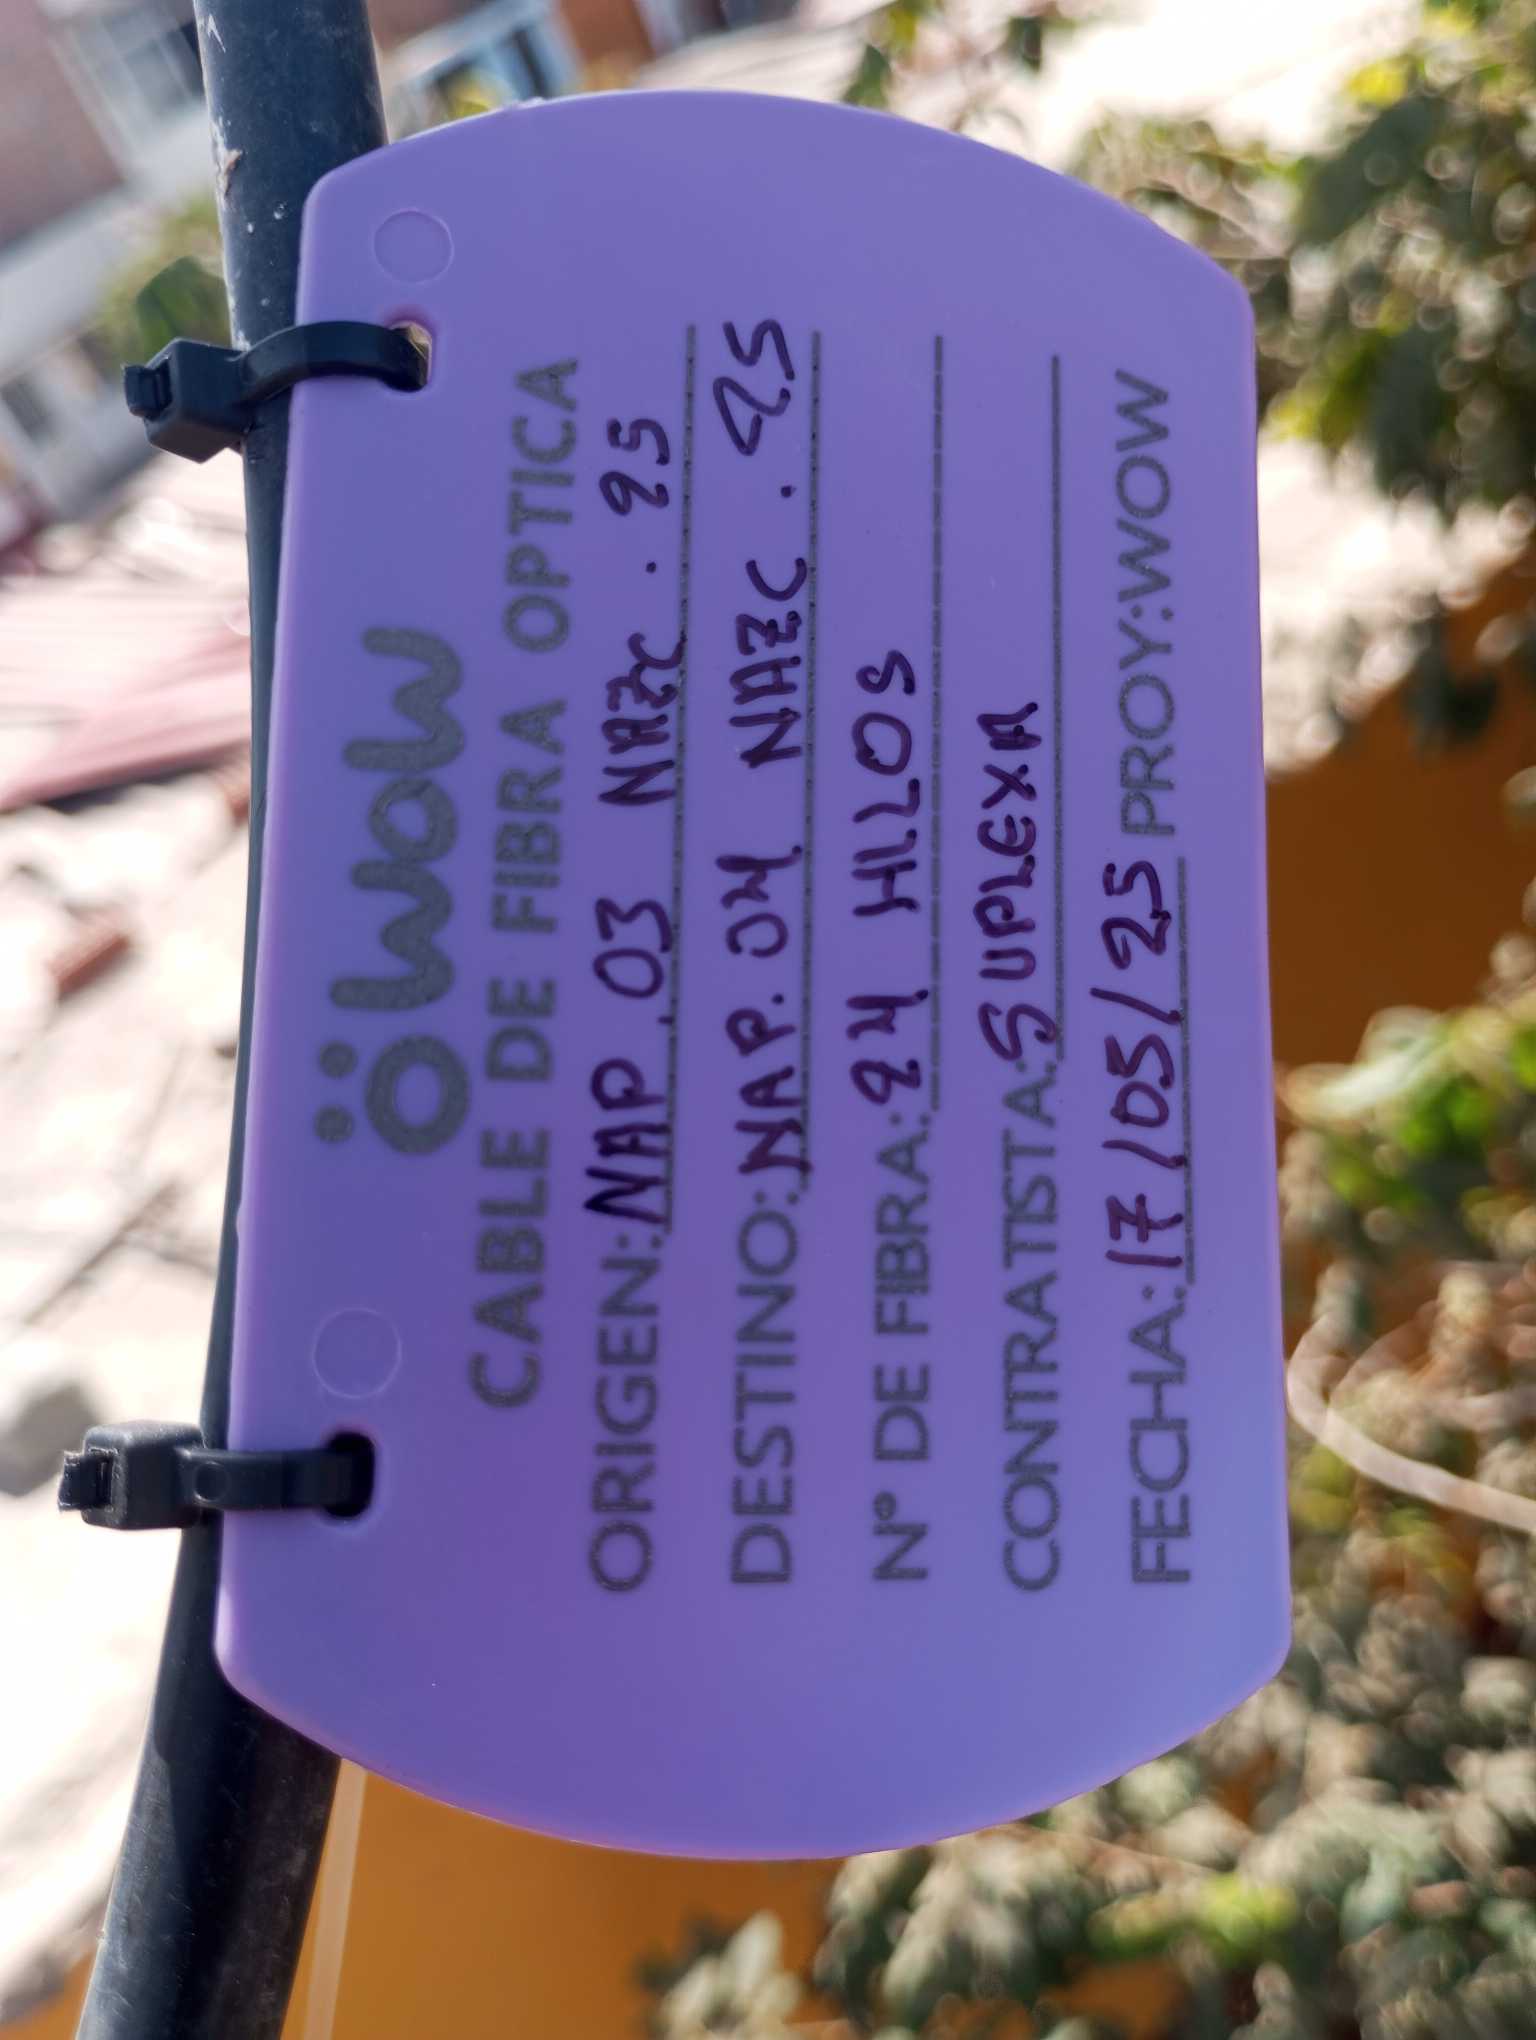 öwow
CABLE DE FIBRA OPTICA
ORIGEN: NAP.03 NAZC.25
DESTINO: NAP.04 NAZC.25
N° DE FIBRA: 24 HILOS
CONTRATISTA: SUPLEXA
FECHA: 17/05/25 PROY:WOW